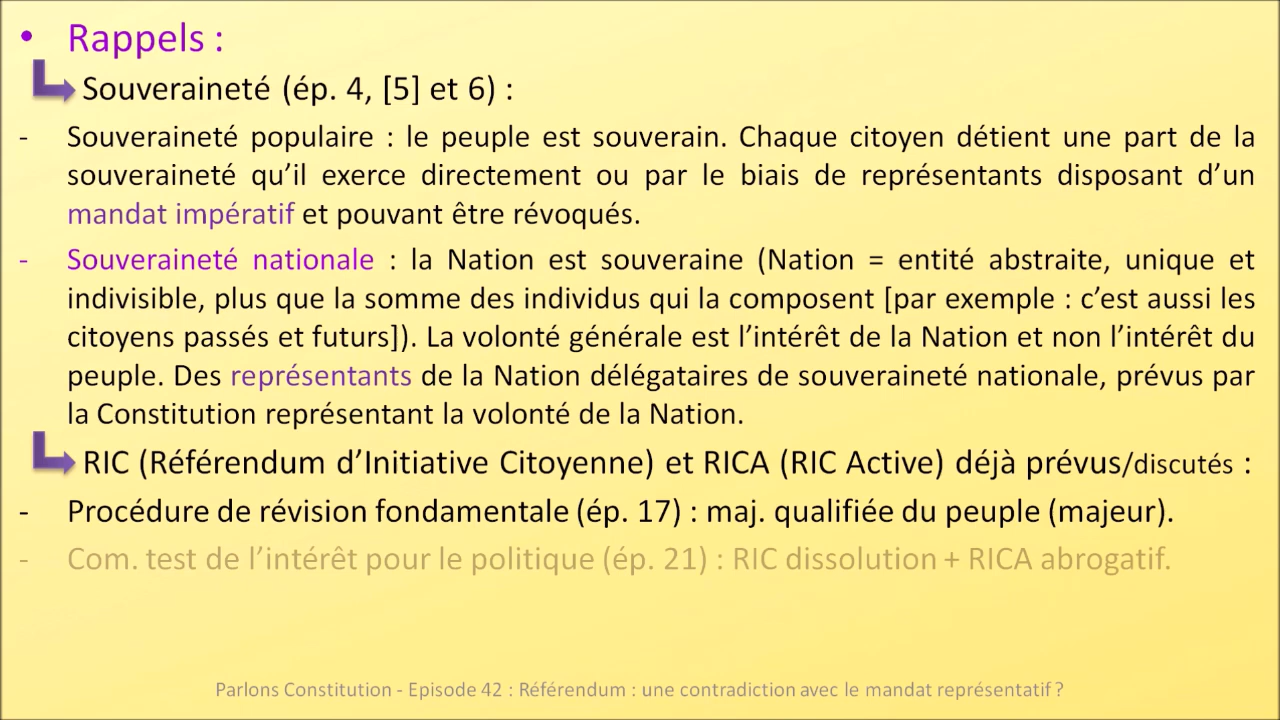 • Rappels :
Souveraineté (ép. 4, [5] et 6) :
- Souveraineté populaire : le peuple est souverain. Chaque citoyen détient une part de la
souveraineté qu’il exerce directement ou par le biais de représentants disposant d’un
mandat impératif et pouvant être révoqués.
- Souveraineté nationale : la Nation est souveraine (Nation = entité abstraite, unique et
indivisible, plus que la somme des individus qui la composent [par exemple : c’est aussi les
citoyens passés et futurs]). La volonté générale est l’intérêt de la Nation et non l’intérêt du
peuple. Des représentants de la Nation délégataires de souveraineté nationale, prévus par
la Constitution représentant la volonté de la Nation.
RIC (Référendum d’Initiative Citoyenne) et RICA (RIC Active) déjà prévus/discutés :
- Procédure de révision fondamentale (ép. 17) : maj. qualifiée du peuple (majeur).
- Com. test de l’intérêt pour le politique (ép. 21) : RIC dissolution + RICA abrogatif.
Parlons Constitution - Episode 42 : Référendum : une contradiction avec le mandat représentatif ?